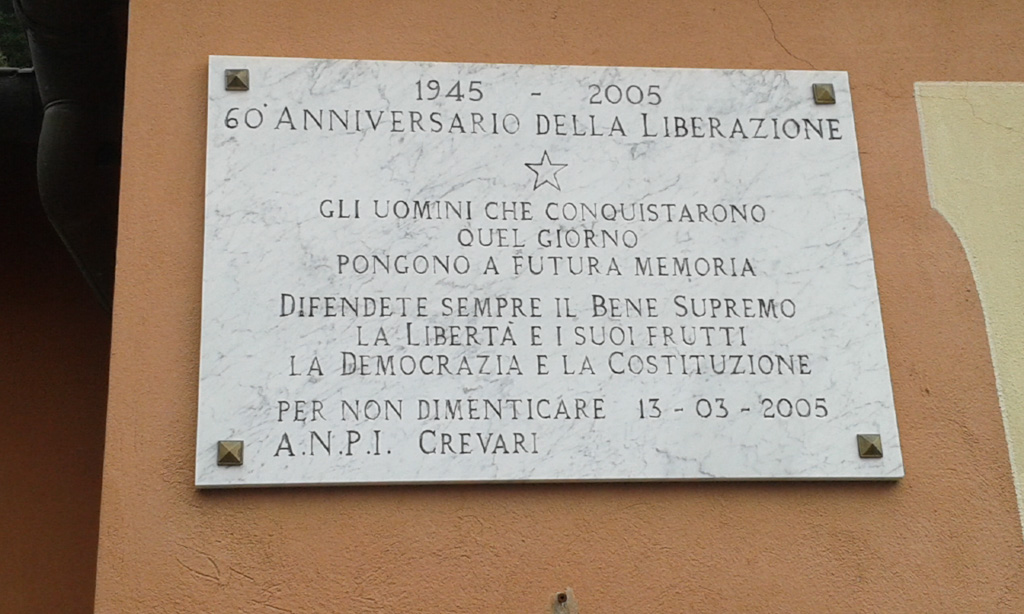 1945 - 2005
60° ANNIVERSARIO DELLA LIBERAZIONE
GLI UOMINI CHE CONQUISTARONO
QUEL GIORNO
PONGONO A FUTURA MEMORIA
DIFENDETE SEMPRE IL BENE SUPREMO
LA LIBERTÀ E I SUOI FRUTTI
LA DEMOCRAZIA E LA COSTITUZIONE
PER NON DIMENTICARE 13 - 03 - 2005
A.N.P.I. CREVARI